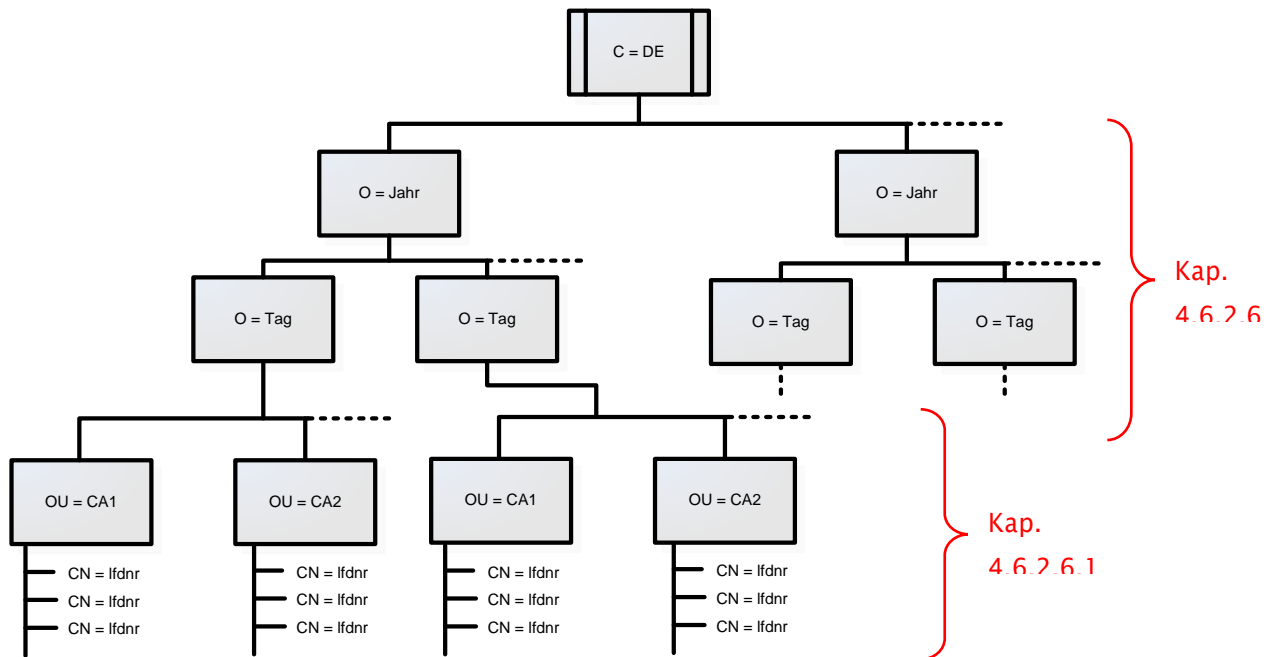 C = DE
O = Jahr
O = Jahr
Kap.
4.6.2.6
O = Tag
O = Tag
O = Tag
O = Tag
OU = CA1
OU = CA2
OU = CA1
OU = CA2
Kap.
4.6.2.6.1
CN = lfdnr
CN = lfdnr
CN = lfdnr
CN = lfdnr
CN = lfdnr
CN = lfdnr
CN = lfdnr
CN = lfdnr
CN = lfdnr
CN = lfdnr
CN = lfdnr
CN = lfdnr